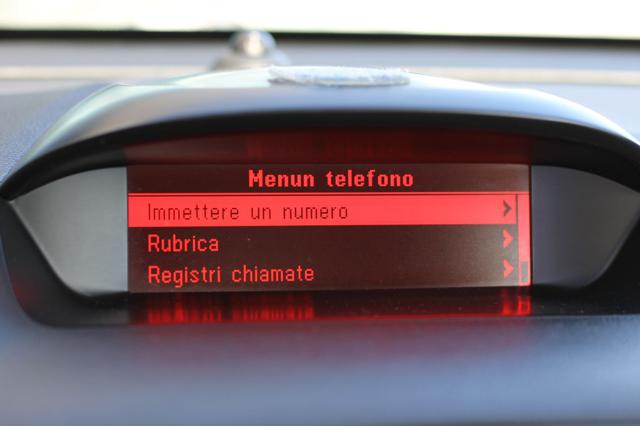 Menun telefono
Immettere un numero
Rubrica
Registri chiamate